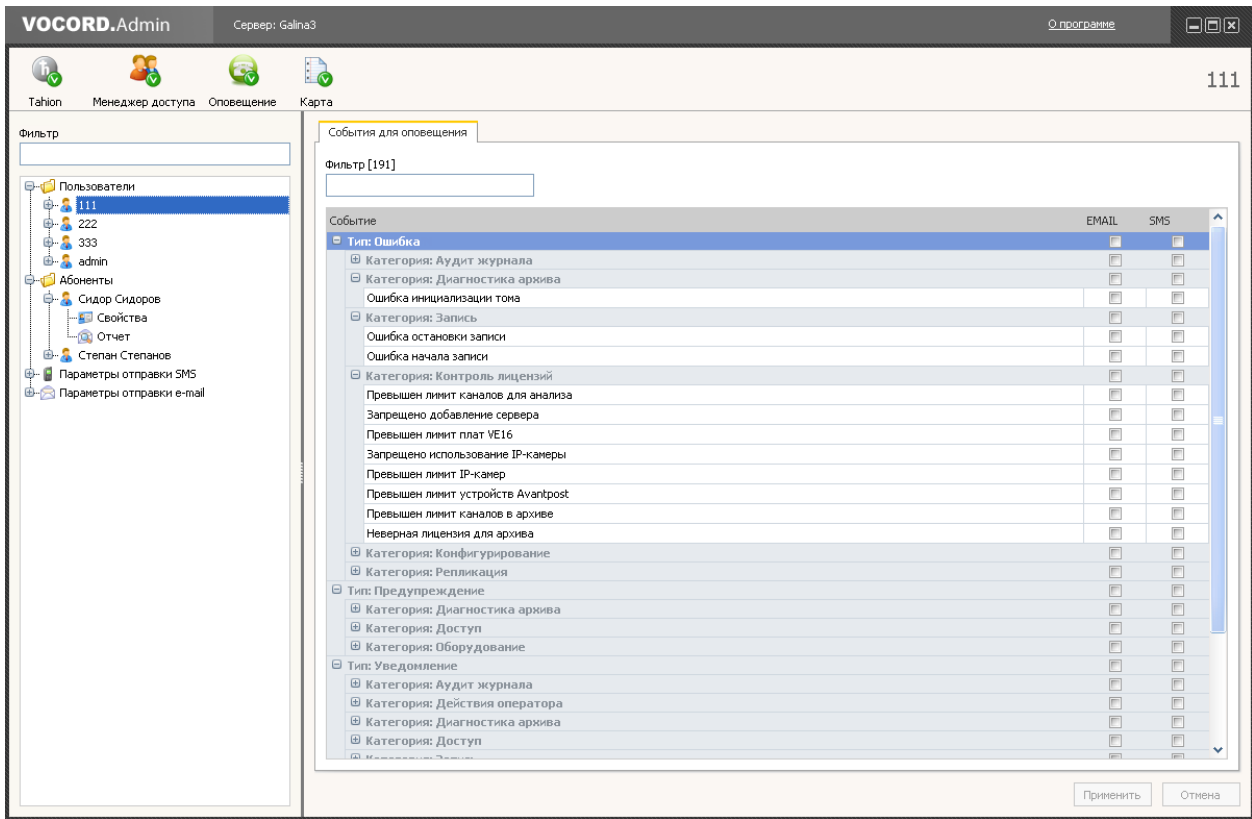 VOCORD.Admin Сервер: Galina3 О программе
Tahion Менеджер доступа Оповещение Карта 111
Фильтр
Пользователи
111
222
333
admin
Абоненты
Сидор Сидоров
Свойства
Отчет
Степан Степанов
Параметры отправки SMS
Параметры отправки e-mail
События для оповещения
Фильтр [191]
Событие EMAIL SMS
Тип: Ошибка
Категория: Аудит журнала
Категория: Диагностика архива
Ошибка инициализации тома
Категория: Запись
Ошибка остановки записи
Ошибка начала записи
Категория: Контроль лицензий
Превышен лимит каналов для анализа
Запрещено добавление сервера
Превышен лимит плат VE16
Запрещено использование IP-камеры
Превышен лимит IP-камер
Превышен лимит устройств Avantpost
Превышен лимит каналов в архиве
Неверная лицензия для архива
Категория: Конфигурирование
Категория: Репликация
Тип: Предупреждение
Категория: Диагностика архива
Категория: Доступ
Категория: Оборудование
Тип: Уведомление
Категория: Аудит журнала
Категория: Действия оператора
Категория: Диагностика архива
Категория: Доступ
Категория: Запись
Применить Отмена